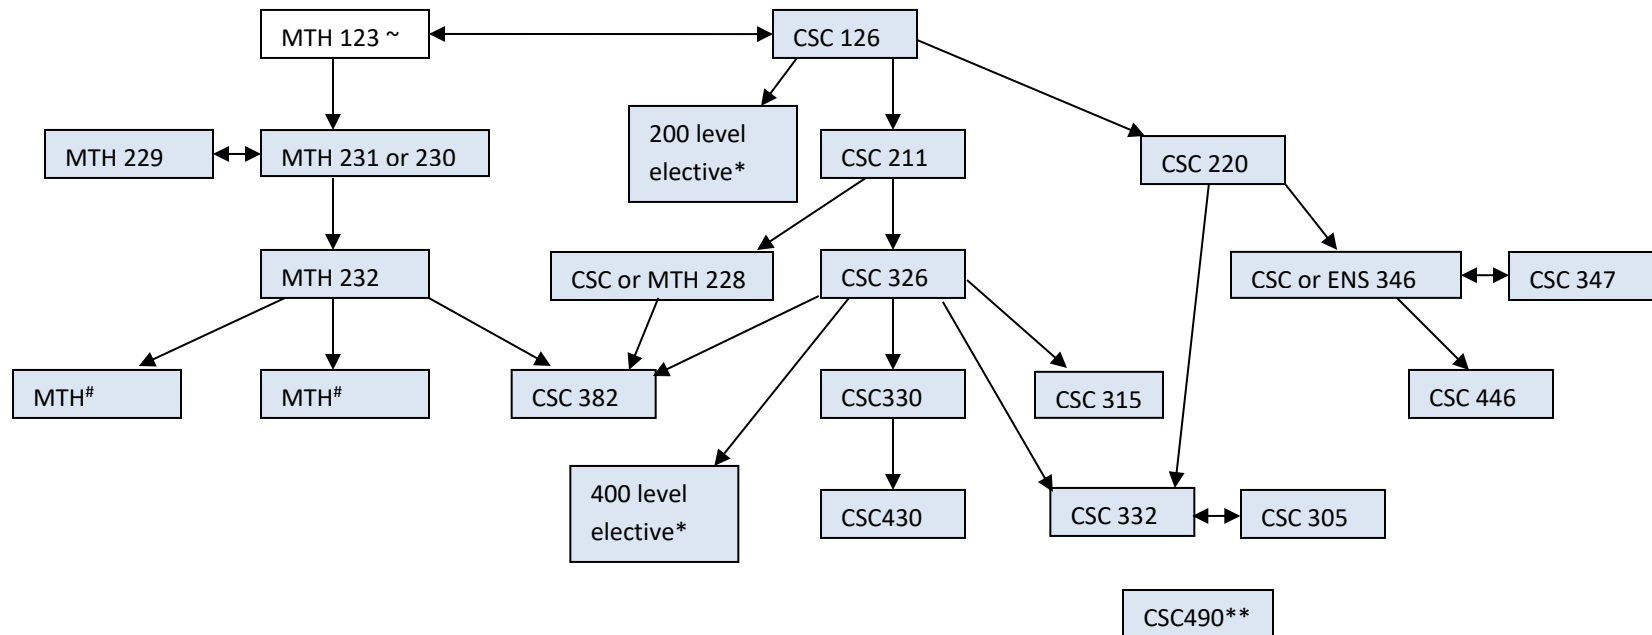 MTH 123 ~
CSC 126
200 level
elective*
MTH 229
MTH 231 or 230
CSC 211
CSC 220
MTH 232
CSC or MTH 228
CSC 326
CSC or ENS 346
CSC 347
MTH#
MTH#
CSC 382
CSC330
CSC 315
CSC 446
400 level
elective*
CSC430
CSC 332
CSC 305
CSC490**